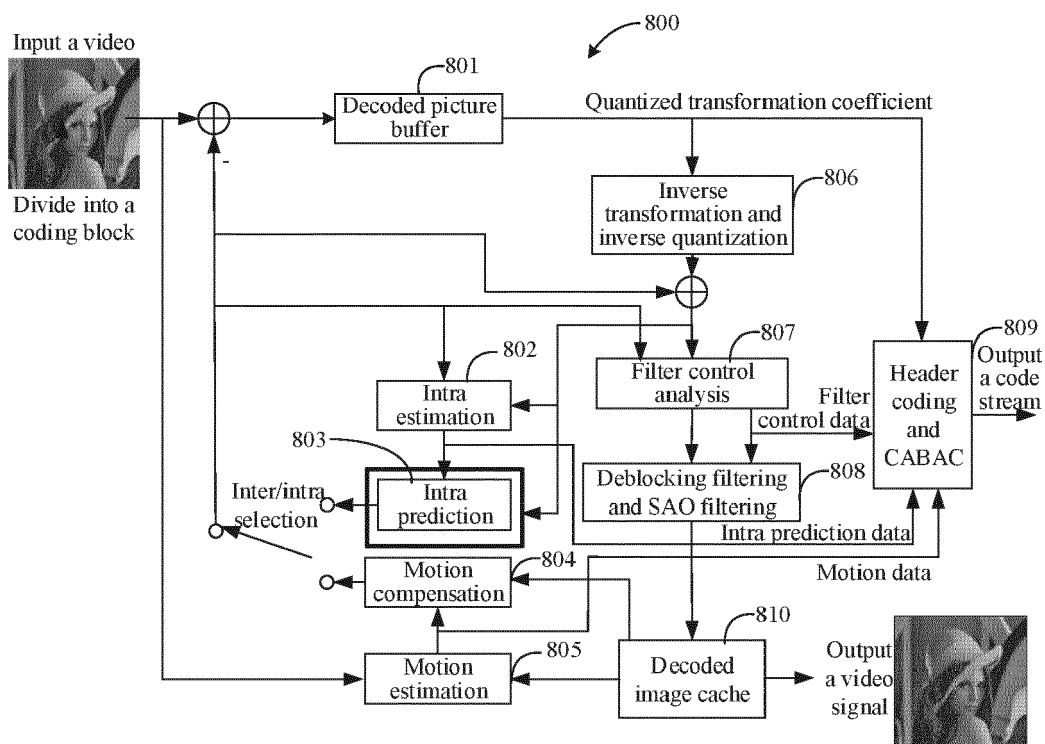 800
Input a video
801
Decoded picture
buffer
Quantized transformation coefficient
-
Divide into a
coding block
Inverse
transformation and
inverse quantization
806
802
Intra
estimation
807
Filter control
analysis
809
Header
coding
and
CABAC
Output
a code
stream
Filter
control data
803
Intra
prediction
Inter/intra
selection
Deblocking filtering
and SAO filtering
808
Intra prediction data
804
Motion
compensation
Motion data
805
Motion
estimation
810
Decoded
image cache
Output
a video
signal